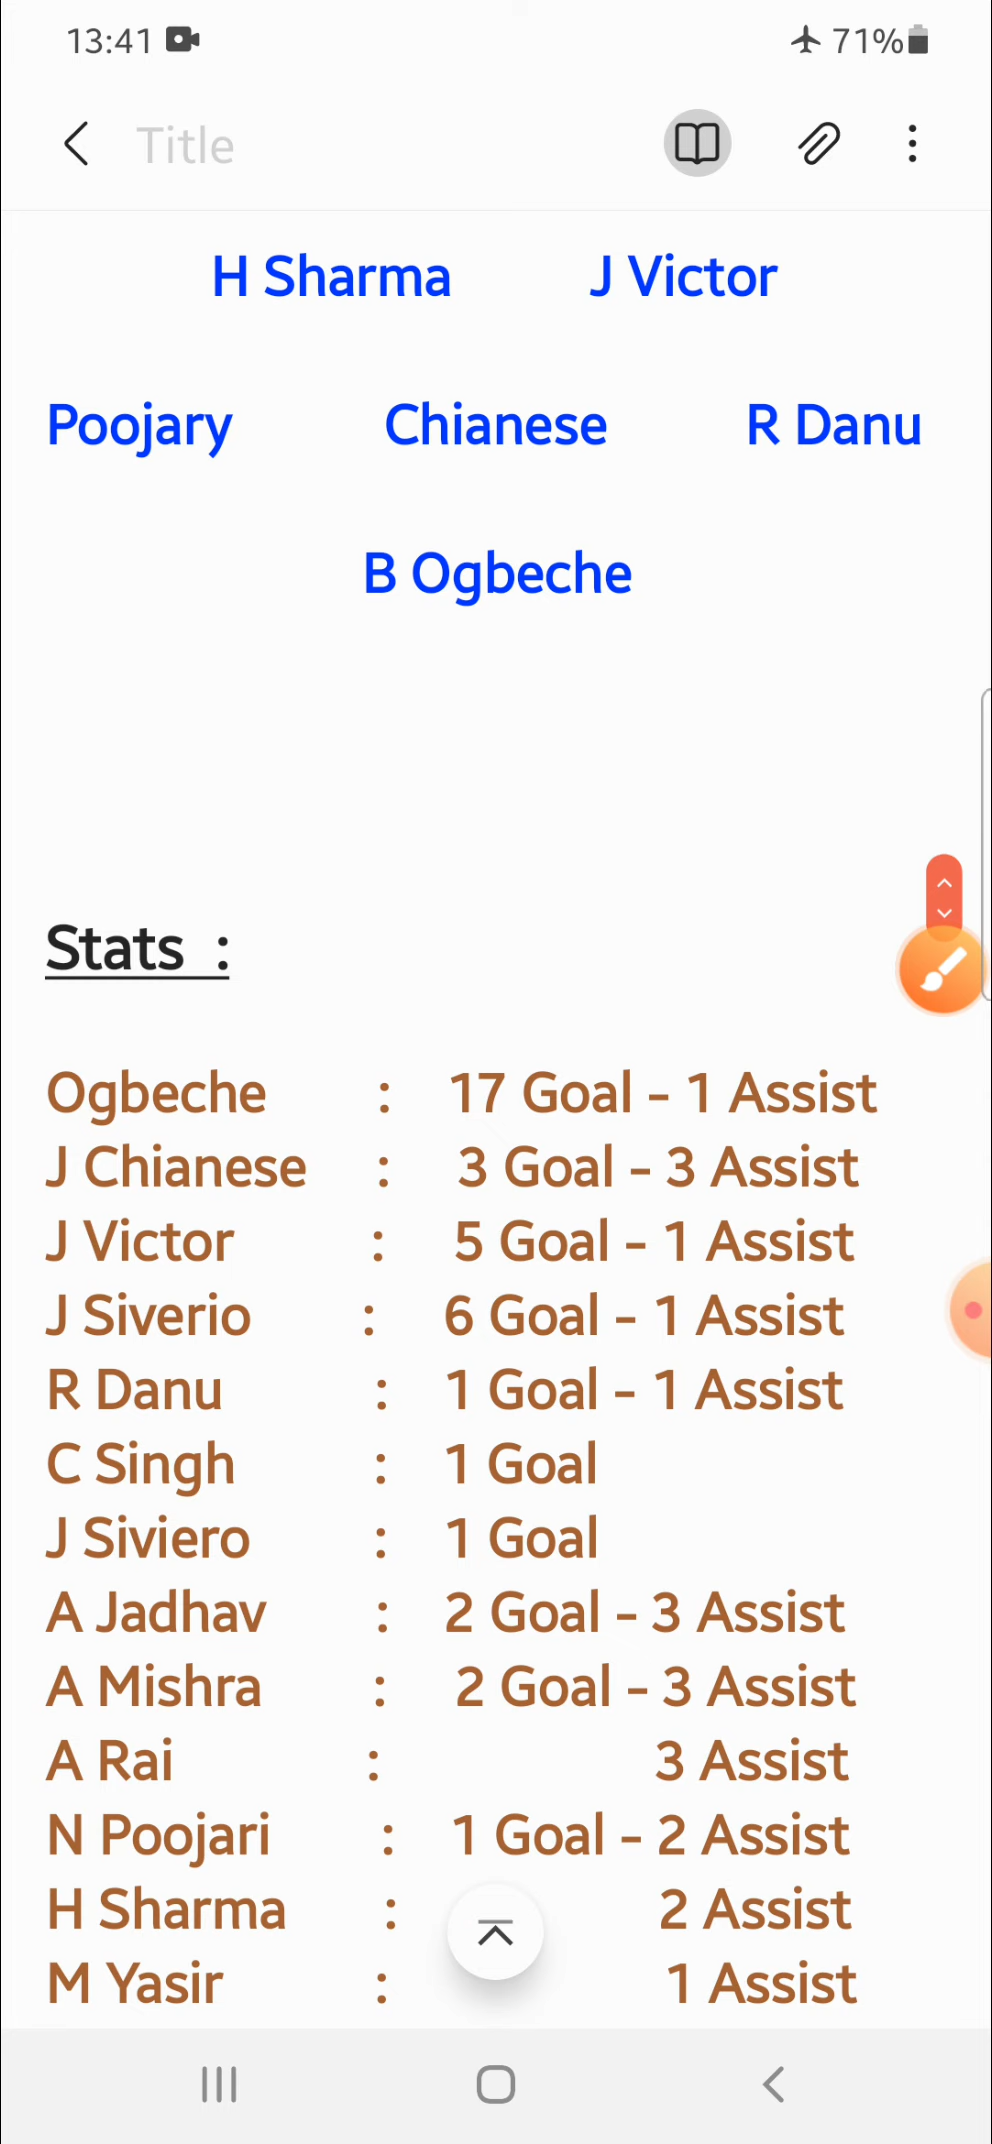 13:41 71%
Title
H Sharma J Victor
Poojary Chianese R Danu
B Ogbeche
Stats :
Ogbeche : 17 Goal - 1 Assist
J Chianese : 3 Goal - 3 Assist
J Victor : 5 Goal - 1 Assist
J Siverio : 6 Goal - 1 Assist
R Danu : 1 Goal - 1 Assist
C Singh : 1 Goal
J Siviero : 1 Goal
A Jadhav : 2 Goal - 3 Assist
A Mishra : 2 Goal - 3 Assist
A Rai : 3 Assist
N Poojari : 1 Goal - 2 Assist
H Sharma : 2 Assist
M Yasir : 1 Assist